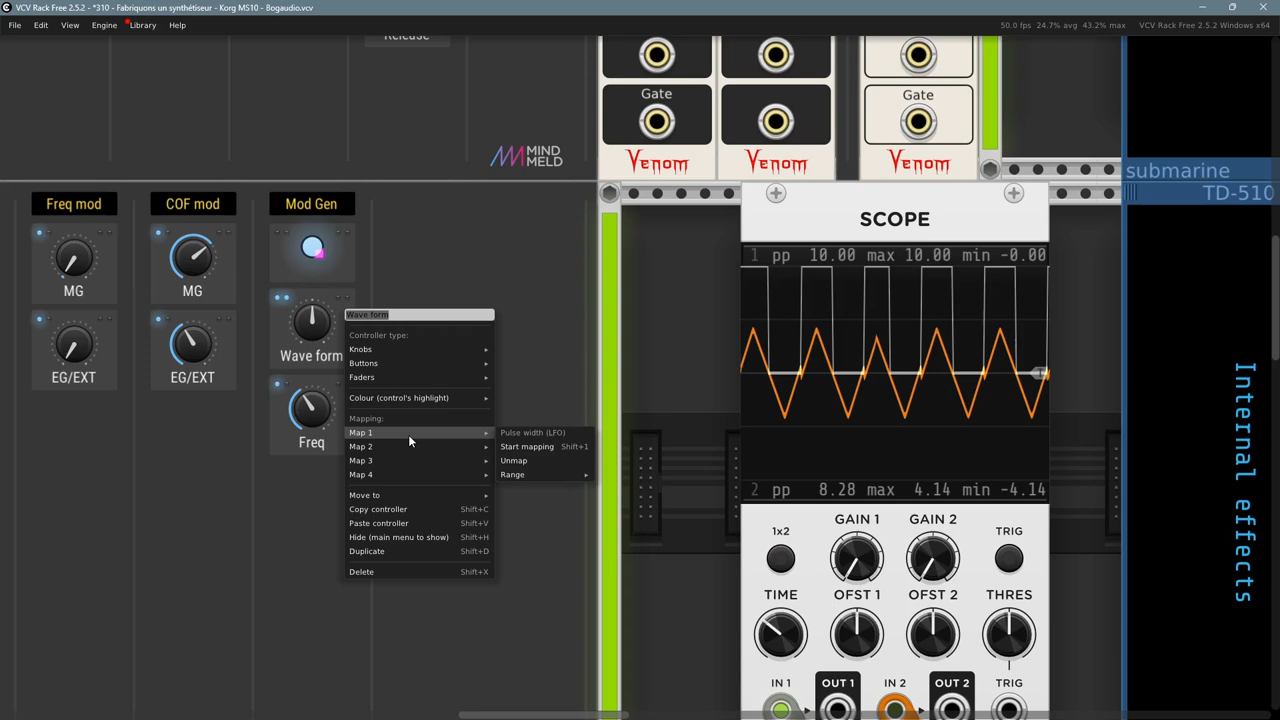 VCV Rack Free 2.5.2 - *310 - Fabriquons un synthétiseur - Korg MS10 - Bogaudio.vcv
File Edit View Engine Library Help
50.0 fps 24.7% avg 43.2% max VCV Rack Free 2.5.2 Windows x64
Release
Gate
Gate
MIND
MELD
Venom
Venom
Venom
submarine
TD-510
Freq mod
COF mod
Mod Gen
SCOPE
1 pp 10.00 max 10.00 min -0.00
MG
MG
Wave form
EG/EXT
EG/EXT
Freq
Wave form
Controller type:
Knobs
Buttons
Faders
Colour (control's highlight)
Mapping:
Map 1
Map 2
Map 3
Map 4
Move to
Copy controller Shift+C
Paste controller Shift+V
Hide (main menu to show) Shift+H
Duplicate Shift+D
Delete Shift+X
Pulse width (LFO)
Start mapping Shift+1
Unmap
Range
2 pp 8.28 max 4.14 min -4.14
GAIN 1 GAIN 2
1x2 TRIG
TIME OFST 1 OFST 2 THRES
IN 1 OUT 1 IN 2 OUT 2 TRIG
Internal effects